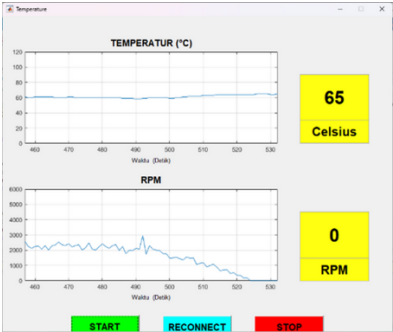 Temperature
TEMPERATUR (°C)
120
100
80
60
40
20
0
460 470 480 490 500 510 520 530
Waktu (Detik)
65
Celsius
RPM
6000
5000
4000
3000
2000
1000
0
460 470 480 490 500 510 520 530
Waktu (Detik)
0
RPM
START RECONNECT STOP